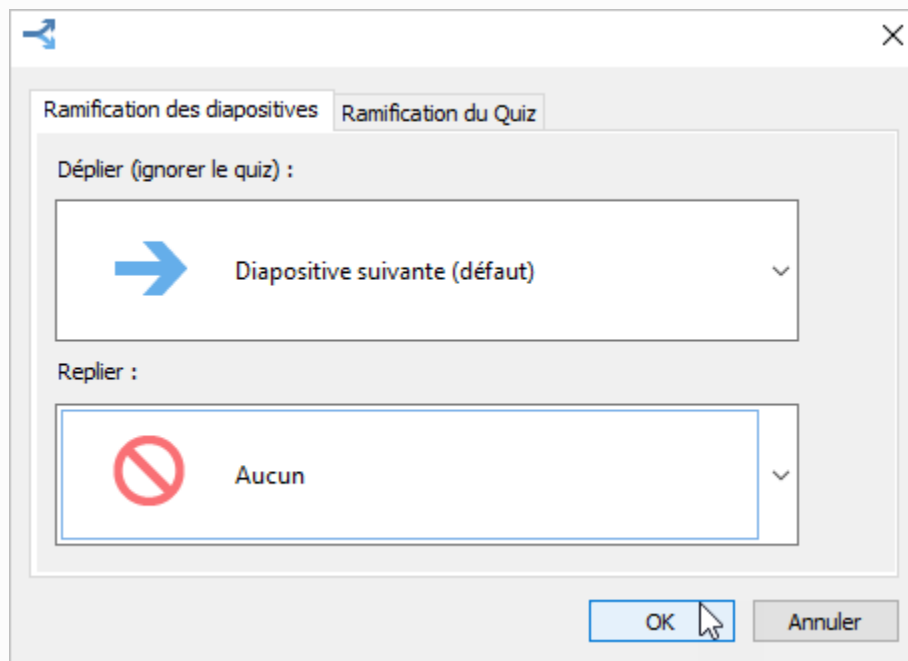 Ramification des diapositives
Ramification du Quiz
Déplier (ignorer le quiz) :
Diapositive suivante (défaut)
Replier :
Aucun
OK
Annuler